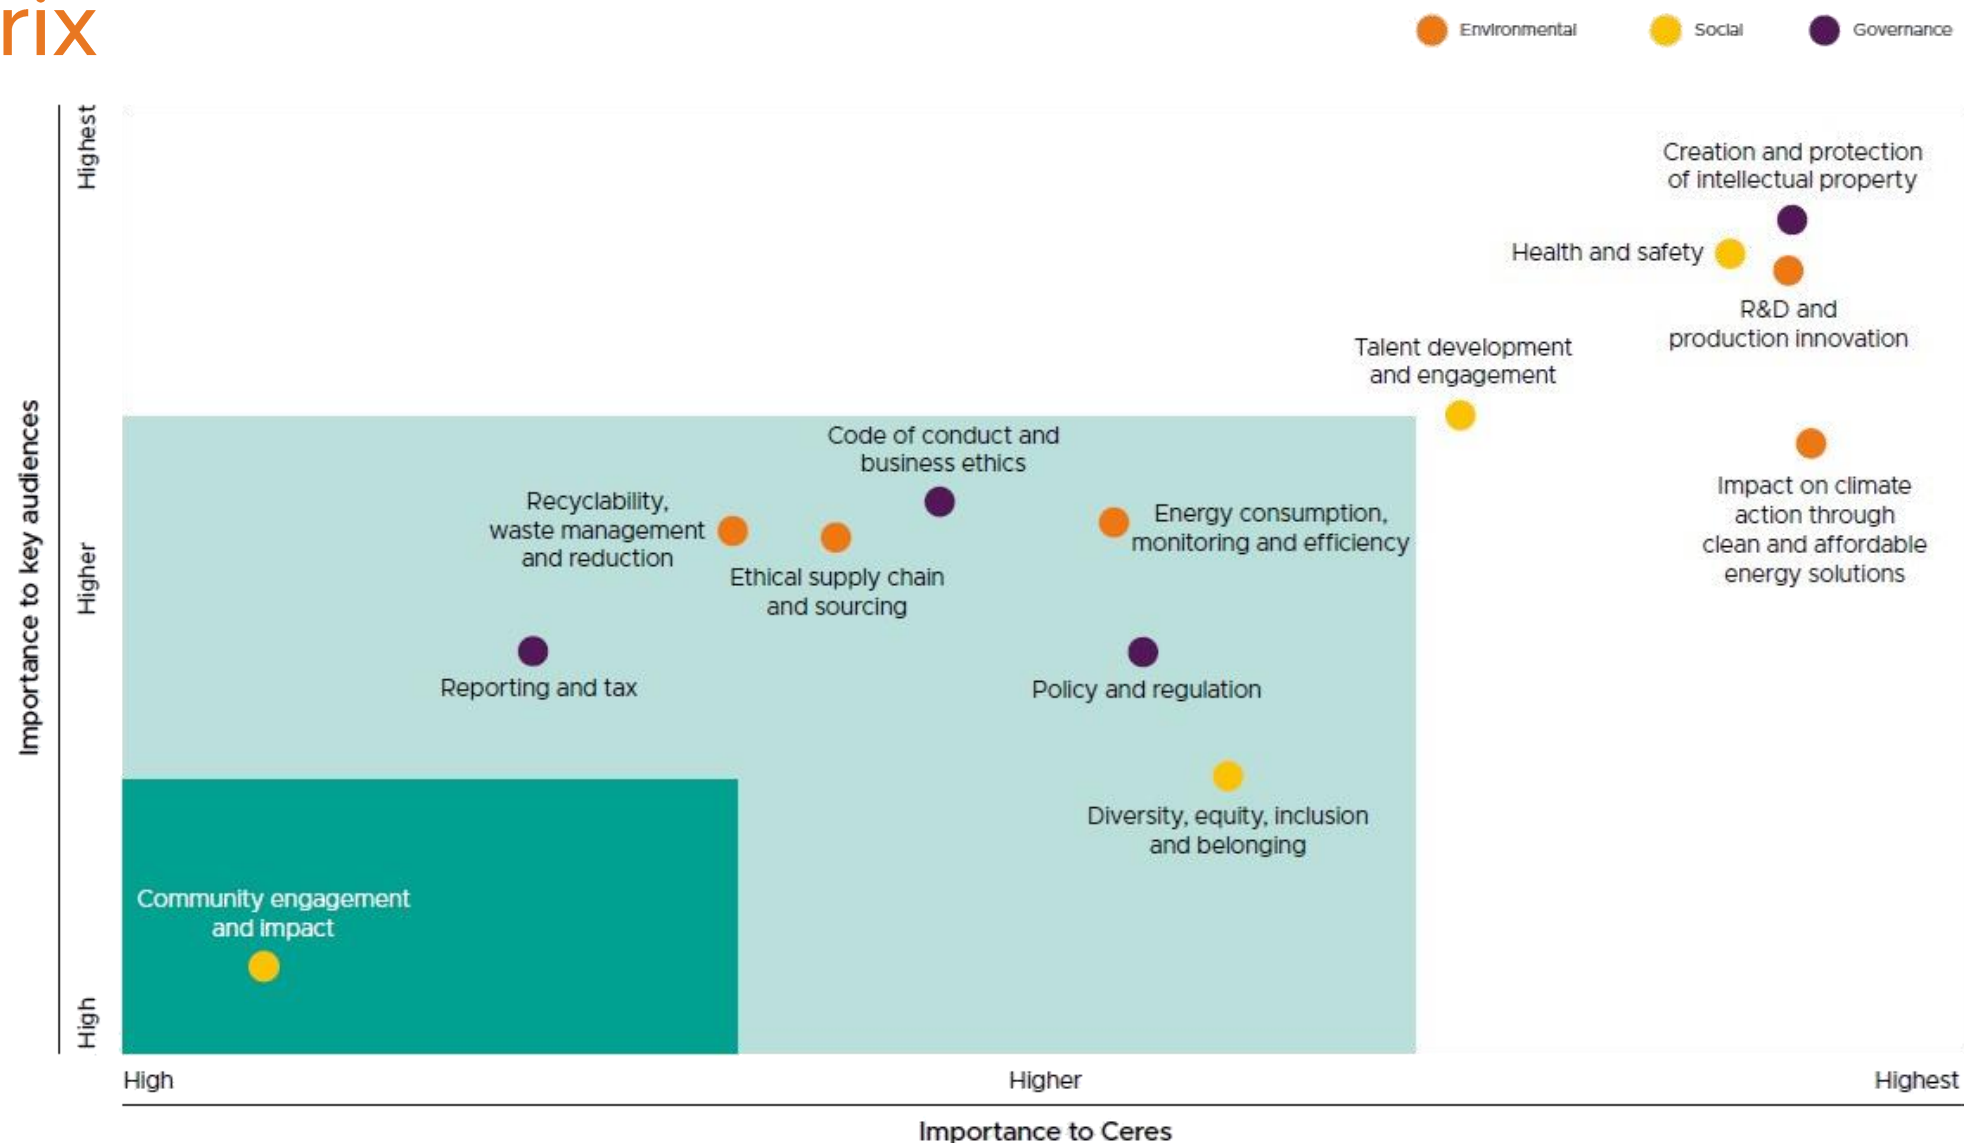 rix
Environmental
Social
Governance
Importance to key audiences
Highest
Higher
High
Creation and protection
of intellectual property
Health and safety
R&D and
production innovation
Talent development
and engagement
Impact on climate
action through
clean and affordable
energy solutions
Code of conduct and
business ethics
Recyclability,
waste management
and reduction
Ethical supply chain
and sourcing
Energy consumption,
monitoring and efficiency
Reporting and tax
Policy and regulation
Diversity, equity, inclusion
and belonging
Community engagement
and impact
High
Higher
Highest
Importance to Ceres